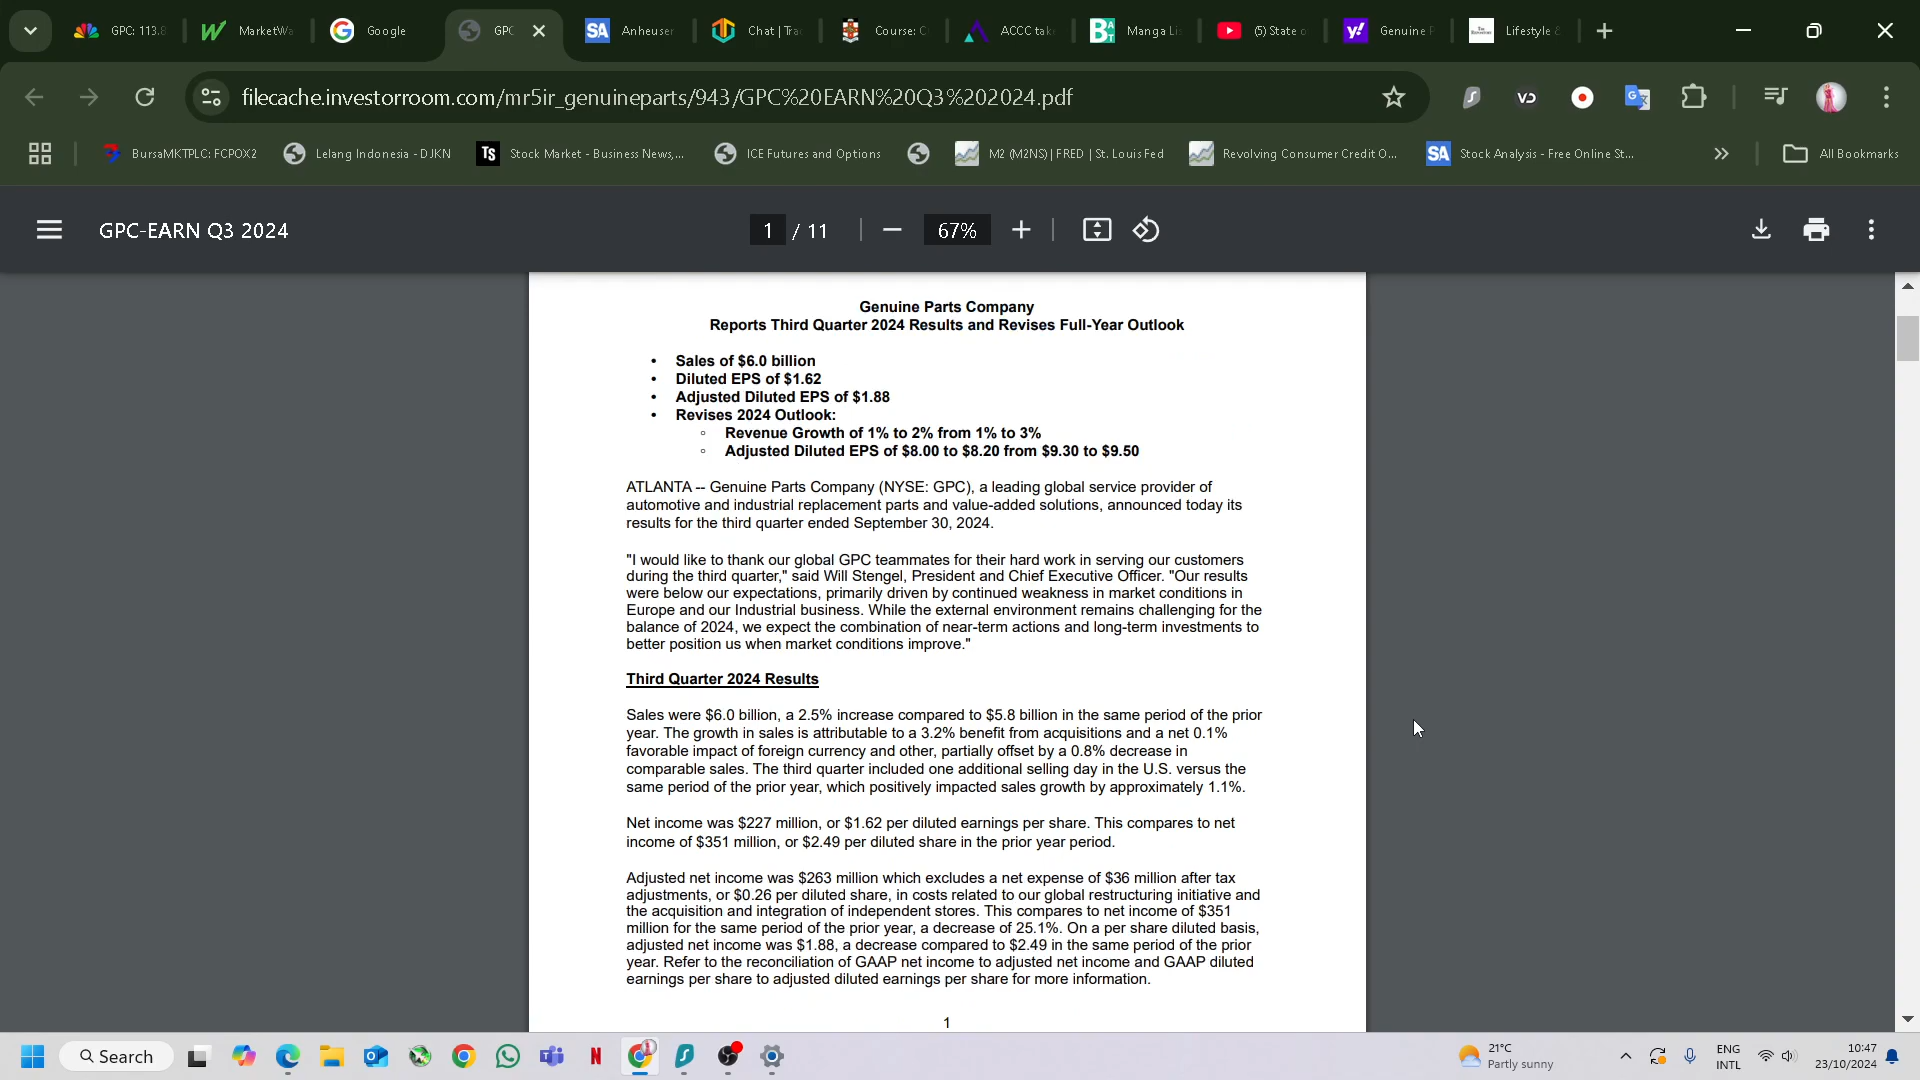 GPC: 113.8
MarketWa
Google
GPC
Anheuser
Chat | Tra
Course: C
ACCC tak
Manga Li
(5) State o
Genuine P
Lifestyle &
filecache.investorroom.com/mr5ir_genuineparts/943/GPC%20EARN%20Q3%202024.pdf
BursaMKTPLC: FCPOX2
Lelang Indonesia - DJKN
Stock Market - Business News,...
ICE Futures and Options
M2 (M2NS) | FRED | St. Louis Fed
Revolving Consumer Credit O...
Stock Analysis - Free Online St...
All Bookmarks
GPC-EARN Q3 2024
1 / 11
67%
Genuine Parts Company
Reports Third Quarter 2024 Results and Revises Full-Year Outlook
• Sales of $6.0 billion
• Diluted EPS of $1.62
• Adjusted Diluted EPS of $1.88
• Revises 2024 Outlook:
◦ Revenue Growth of 1% to 2% from 1% to 3%
◦ Adjusted Diluted EPS of $8.00 to $8.20 from $9.30 to $9.50
ATLANTA -- Genuine Parts Company (NYSE: GPC), a leading global service provider of
automotive and industrial replacement parts and value-added solutions, announced today its
results for the third quarter ended September 30, 2024.
"I would like to thank our global GPC teammates for their hard work in serving our customers
during the third quarter," said Will Stengel, President and Chief Executive Officer. "Our results
were below our expectations, primarily driven by continued weakness in market conditions in
Europe and our Industrial business. While the external environment remains challenging for the
balance of 2024, we expect the combination of near-term actions and long-term investments to
better position us when market conditions improve."
Third Quarter 2024 Results
Sales were $6.0 billion, a 2.5% increase compared to $5.8 billion in the same period of the prior
year. The growth in sales is attributable to a 3.2% benefit from acquisitions and a net 0.1%
favorable impact of foreign currency and other, partially offset by a 0.8% decrease in
comparable sales. The third quarter included one additional selling day in the U.S. versus the
same period of the prior year, which positively impacted sales growth by approximately 1.1%.
Net income was $227 million, or $1.62 per diluted earnings per share. This compares to net
income of $351 million, or $2.49 per diluted share in the prior year period.
Adjusted net income was $263 million which excludes a net expense of $36 million after tax
adjustments, or $0.26 per diluted share, in costs related to our global restructuring initiative and
the acquisition and integration of independent stores. This compares to net income of $351
million for the same period of the prior year, a decrease of 25.1%. On a per share diluted basis,
adjusted net income was $1.88, a decrease compared to $2.49 in the same period of the prior
year. Refer to the reconciliation of GAAP net income to adjusted net income and GAAP diluted
earnings per share to adjusted diluted earnings per share for more information.
1
Search
21°C
Partly sunny
ENG
INTL
10:47
23/10/2024